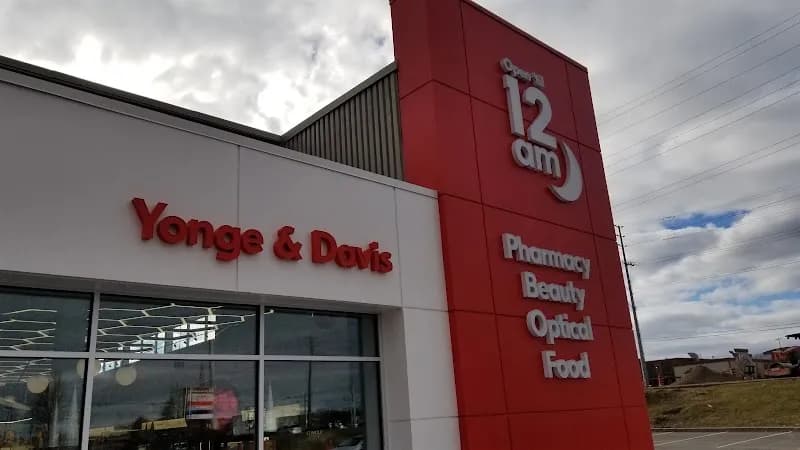 Yonge & Davis
Open 'til
12
am
Pharmacy
Beauty
Optical
Food